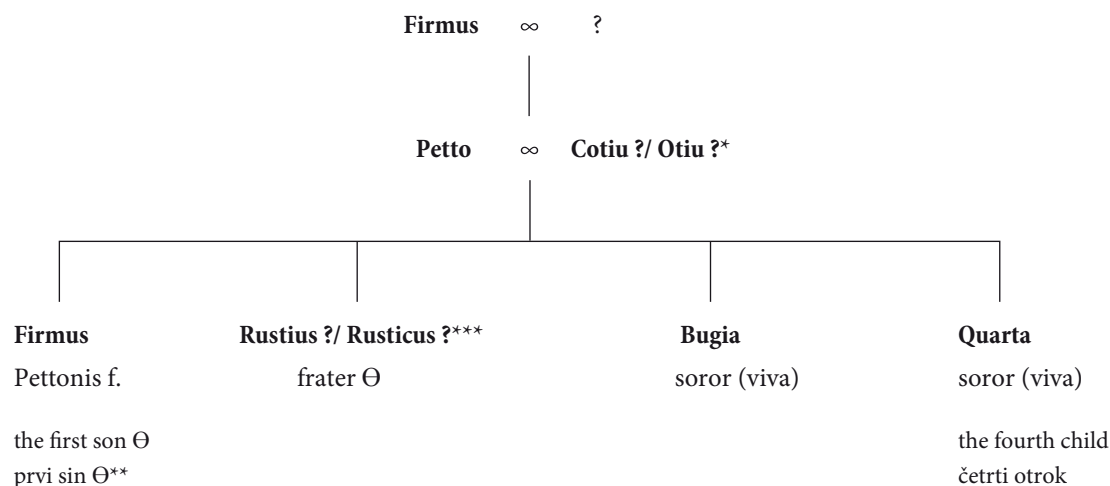 Firmus ∞ ?
Petto ∞ Cotiu ?/ Otiu ?*
Firmus Rustius ?/ Rusticus ?*** Bugia Quarta
Pettonis f. frater Ɵ soror (viva) soror (viva)
the first son Ɵ the fourth child
prvi sin Ɵ** četrti otrok